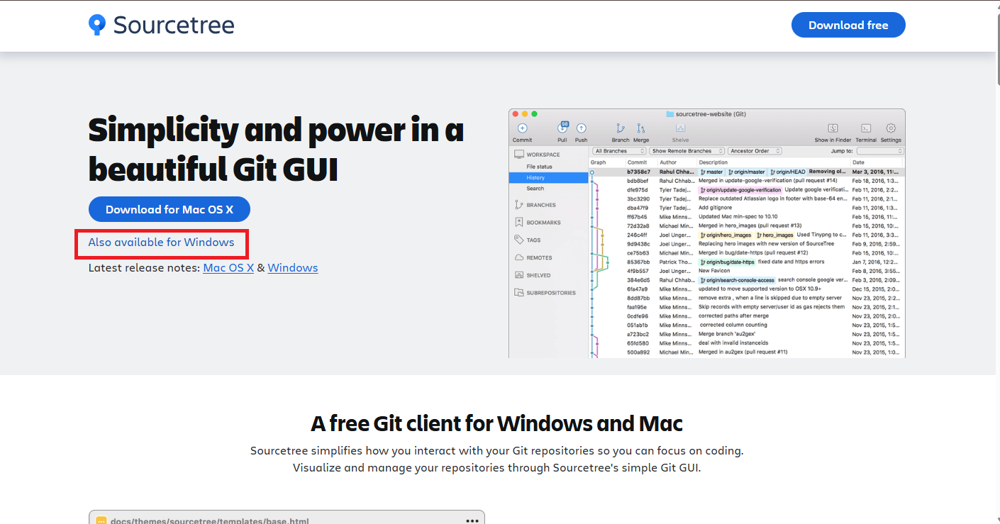 Sourcetree
Download free
Simplicity and power in a
beautiful Git GUI
Download for Mac OS X
Also available for Windows
Latest release notes: Mac OS X & Windows
sourcetree-website (Git)
Commit Pull 98 Push Branch Merge Shelve Show in Finder Terminal Settings
All Branches Show Remote Branches Ancestor Order Jump to:
WORKSPACE
File status
History
Search
BRANCHES
BOOKMARKS
TAGS
REMOTES
SHELVED
SUBREPOSITORIES
Graph Commit Author Description Date
b7358c7 Rahul Chha... master origin/master origin/HEAD Removing ol... Mar 3, 2016, 11:...
bdb8bef Rahul Chhab... Merged in update-google-verification (pull request #14) Feb 18, 2016, 1:3...
dfe975d Tyler Tadej... origin/update-google-verification Update google verificati... Feb 11, 2016, 2:2...
3bc3290 Tyler Tadej... Replace outdated Atlassian logo in footer with base-64 en... Feb 11, 2016, 2:1...
dba47f9 Tyler Tadej... Add gitignore Feb 11, 2016, 1:3...
ff67b45 Mike Minns... Updated Mac min-spec to 10.10 Feb 15, 2016, 11:...
72d32a8 Michael Min... Merged in hero_images (pull request #13) Feb 15, 2016, 10:...
246c4ff Joel Unger... origin/hero_images hero_images Used Tinypng to c... Feb 11, 2016, 3:3...
9d9438c Joel Unger... Replacing hero images with new version of SourceTree Feb 9, 2016, 2:59...
ce75b63 Michael Min... Merged in bug/date-https (pull request #12) Feb 15, 2016, 10:...
85367bb Patrick Tho... origin/bug/date-https fixed date and https errors Jan 7, 2016, 12:2...
4f9b557 Joel Unger... New Favicon Feb 8, 2016, 3:55...
384e6d5 Rahul Chhab... origin/search-console-access search console google ver... Feb 3, 2016, 2:09...
6fa47a9 Mike Minns... updated to move supported version to OSX 10.9+ Dec 15, 2015, 2:0...
8dd87bb Mike Minns... remove extra , when a line is skipped due to empty server Nov 23, 2015, 2:2...
faa195e Mike Minns... Skip records with empty server/user id as gas rejects them Nov 23, 2015, 2:1...
0cdfe96 Mike Minns... corrected paths after merge Nov 23, 2015, 2:0...
051ab1b Mike Minns... corrected column counting Nov 23, 2015, 1:5...
a723bc2 Mike Minns... Merge branch 'au2gex' Nov 23, 2015, 1:5...
65fd580 Mike Minns... deal with invalid instanceids Nov 23, 2015, 1:5...
500a892 Michael Min... Merged in au2gex (pull request #11) Nov 23, 2015, 1:0...
A free Git client for Windows and Mac
Sourcetree simplifies how you interact with your Git repositories so you can focus on coding.
Visualize and manage your repositories through Sourcetree's simple Git GUI.
docs/themes/sourcetree/templates/base.html